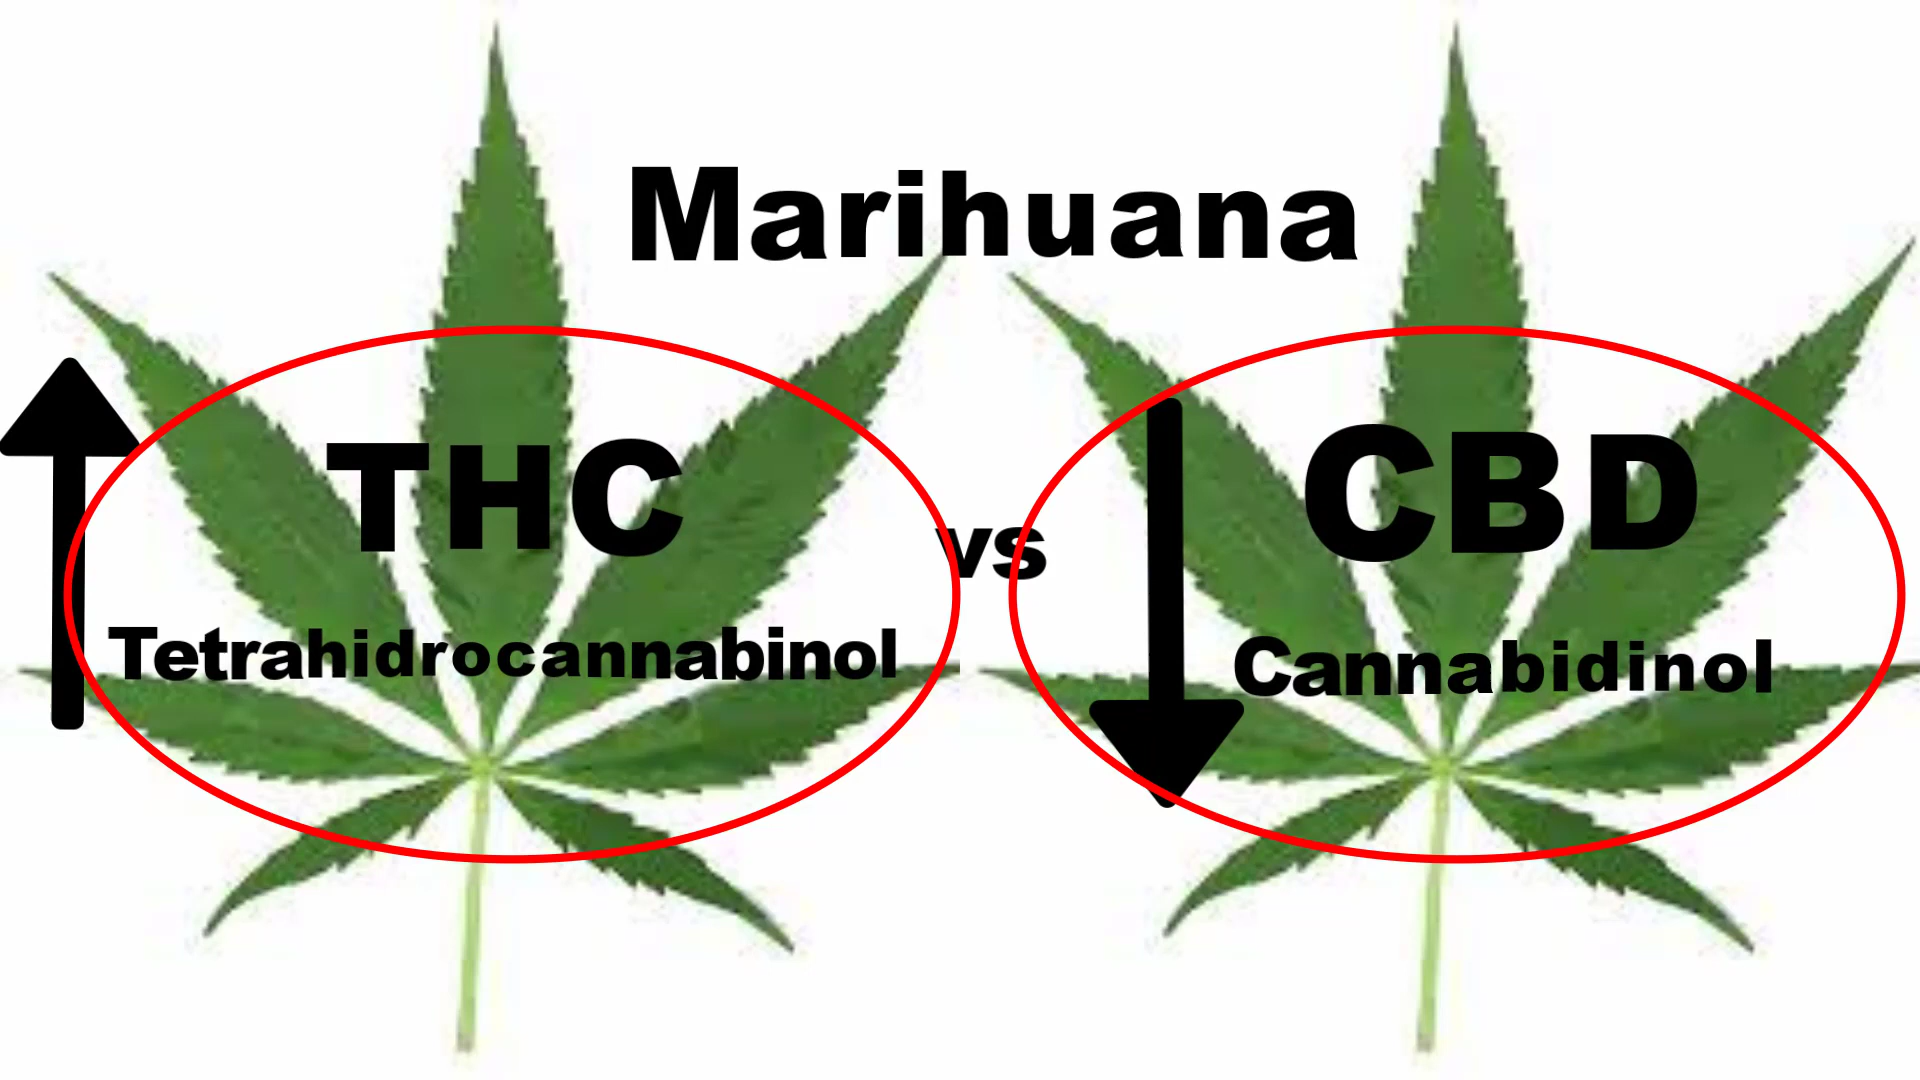 Marihuana
THC
vs
CBD
Tetrahidrocannabinol
Cannabidinol